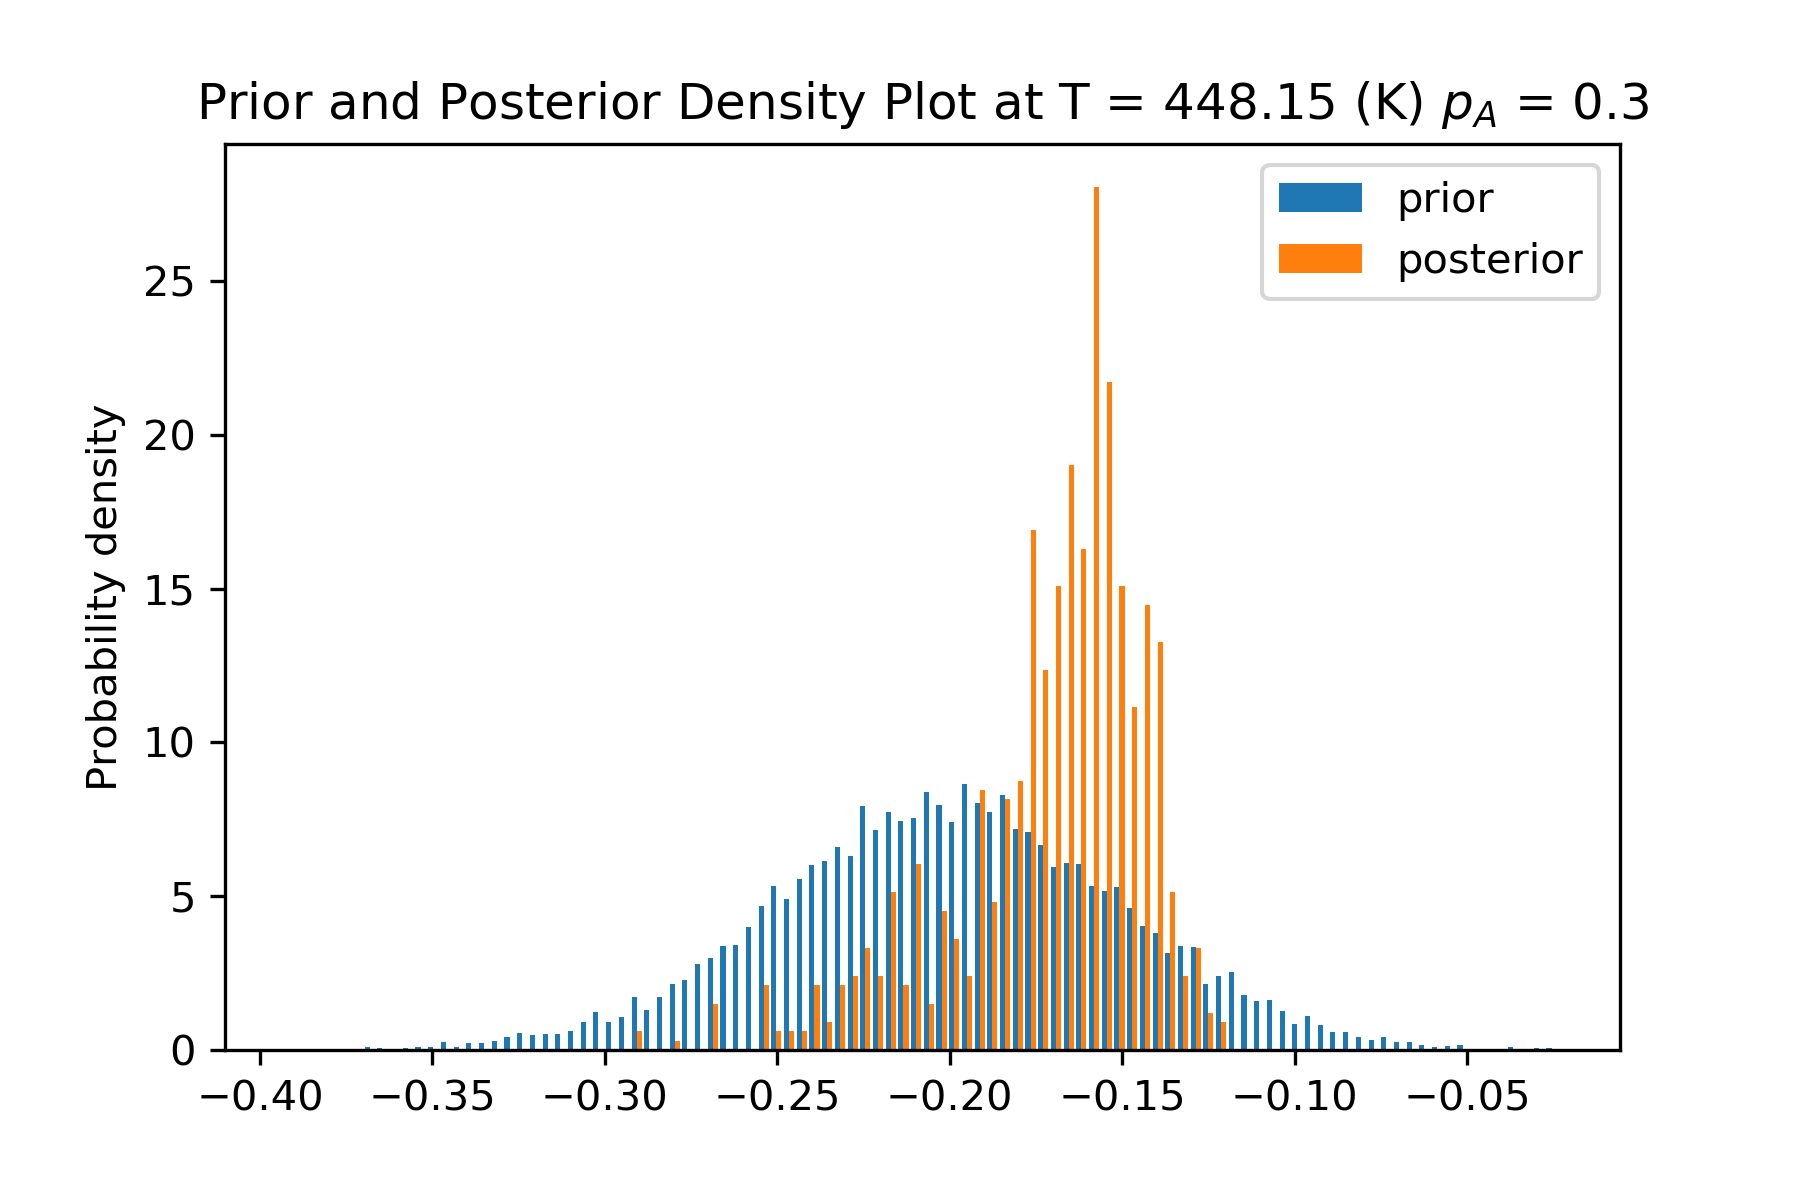 Prior and Posterior Density Plot at T = 448.15 (K) p_A = 0.3
prior
posterior
Probability density
25
20
15
10
5
0
−0.40 −0.35 −0.30 −0.25 −0.20 −0.15 −0.10 −0.05